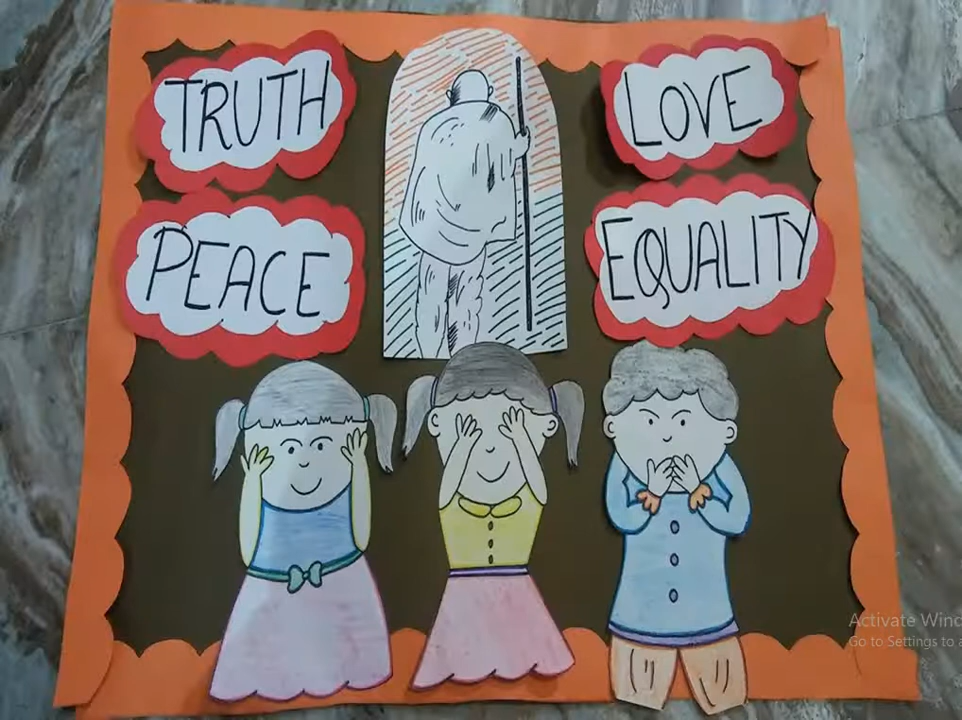 TRUTH
LOVE
PEACE
EQUALITY
Activate Wind
Go to Settings to a